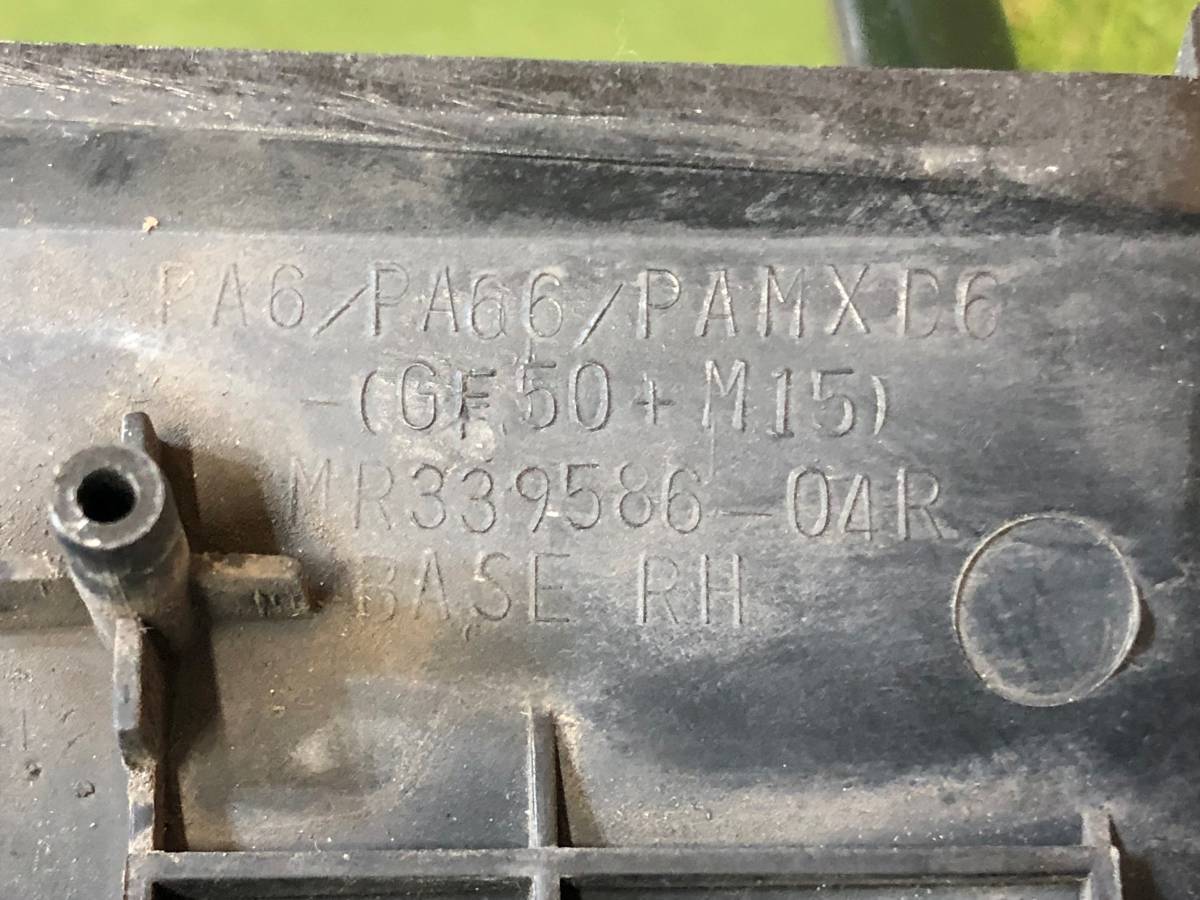 PA6/PA66/PAMXD6
-(GF50+M15)
MR339586-04R
BASE RH